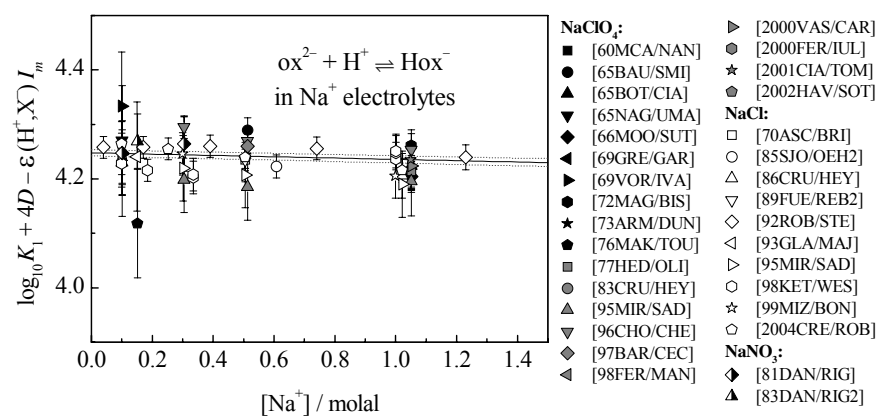 log₁₀ K₁ + 4D − ε(H⁺,X) Iₘ
4.4
4.2
4.0
ox²⁻ + H⁺ ⇌ Hox⁻
in Na⁺ electrolytes
0.0 0.2 0.4 0.6 0.8 1.0 1.2 1.4
[Na⁺] / molal
NaClO₄:
[60MCA/NAN]
[65BAU/SMI]
[65BOT/CIA]
[65NAG/UMA]
[66MOO/SUT]
[69GRE/GAR]
[69VOR/IVA]
[72MAG/BIS]
[73ARM/DUN]
[76MAK/TOU]
[77HED/OLI]
[83CRU/HEY]
[95MIR/SAD]
[96CHO/CHE]
[97BAR/CEC]
[98FER/MAN]
[2000VAS/CAR]
[2000FER/IUL]
[2001CIA/TOM]
[2002HAV/SOT]
NaCl:
[70ASC/BRI]
[85SJO/OEH2]
[86CRU/HEY]
[89FUE/REB2]
[92ROB/STE]
[93GLA/MAJ]
[95MIR/SAD]
[98KET/WES]
[99MIZ/BON]
[2004CRE/ROB]
NaNO₃:
[81DAN/RIG]
[83DAN/RIG2]